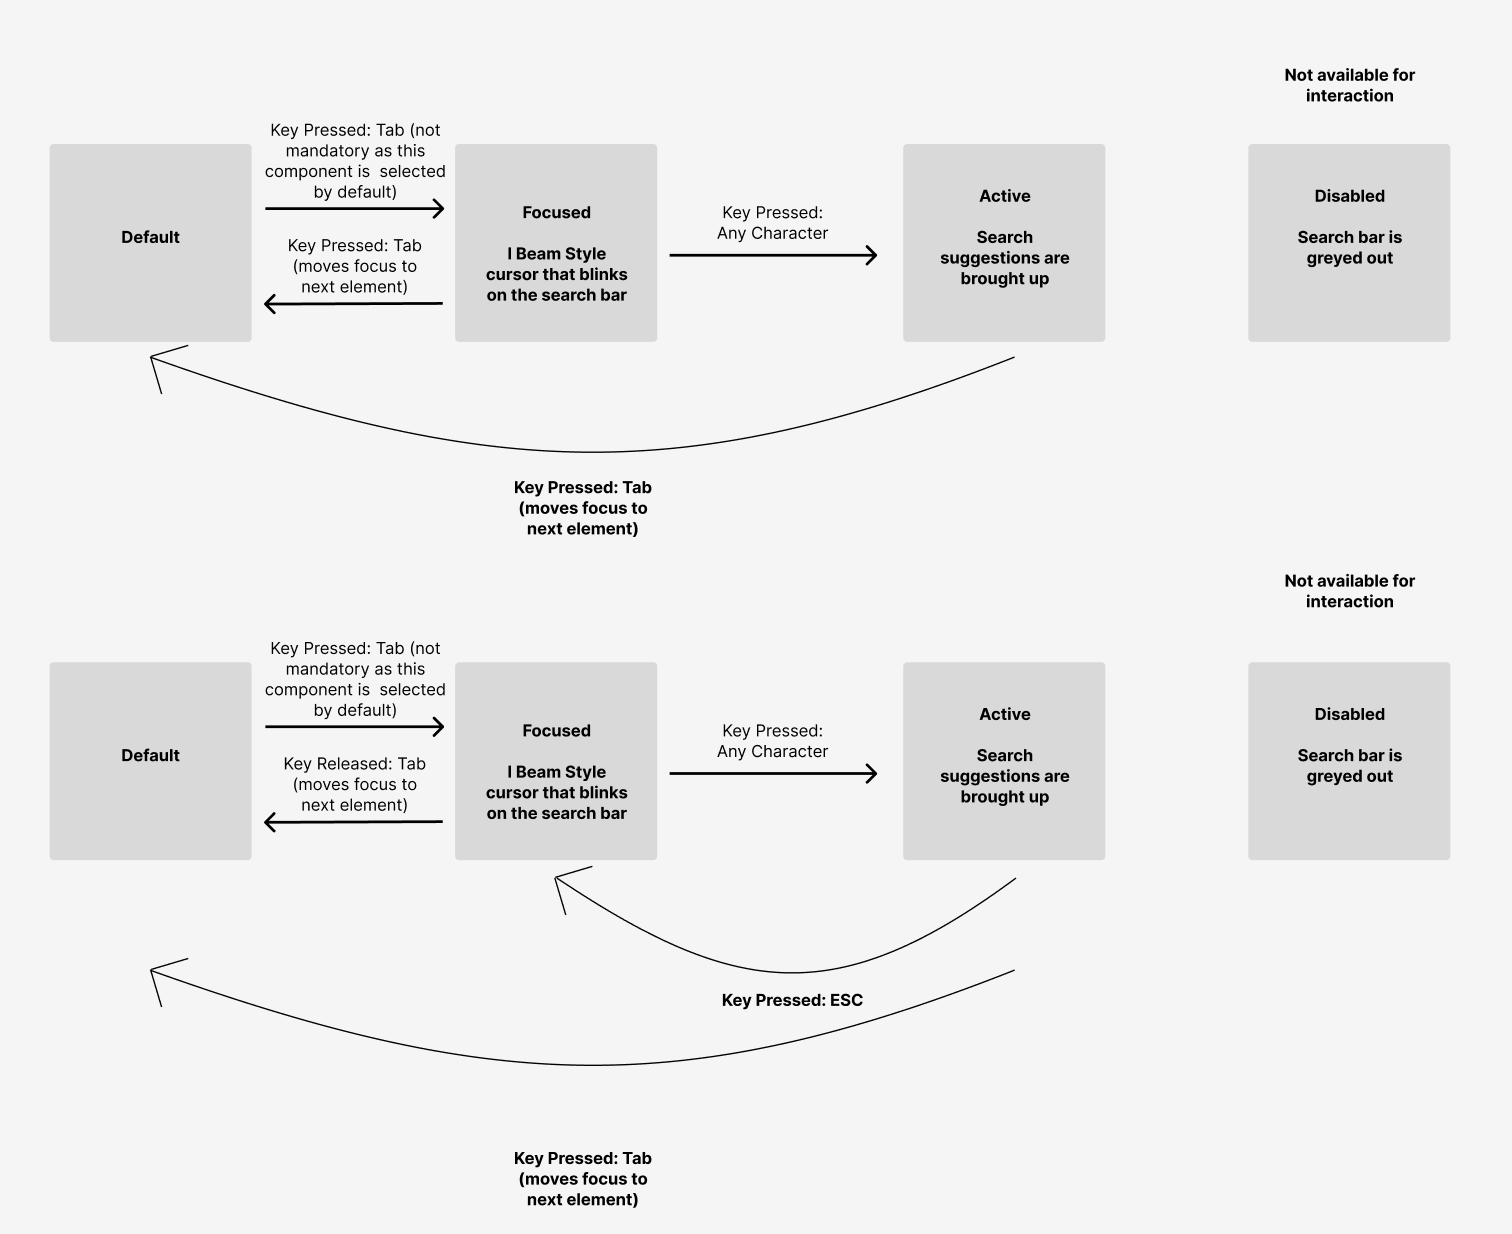 Not available for
interaction
Key Pressed: Tab (not
mandatory as this
component is  selected
by default)
Default
Key Pressed: Tab
(moves focus to
next element)
Focused
I Beam Style
cursor that blinks
on the search bar
Key Pressed:
Any Character
Active
Search
suggestions are
brought up
Disabled
Search bar is
greyed out
Key Pressed: Tab
(moves focus to
next element)
Not available for
interaction
Key Pressed: Tab (not
mandatory as this
component is  selected
by default)
Default
Key Released: Tab
(moves focus to
next element)
Focused
I Beam Style
cursor that blinks
on the search bar
Key Pressed:
Any Character
Active
Search
suggestions are
brought up
Disabled
Search bar is
greyed out
Key Pressed: ESC
Key Pressed: Tab
(moves focus to
next element)